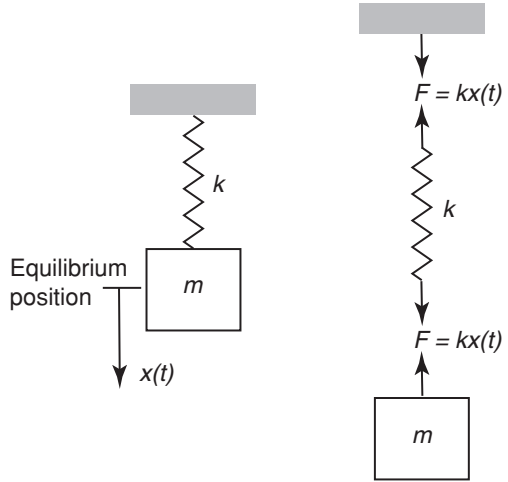 k
Equilibrium
position
m
x(t)
F = kx(t)
k
F = kx(t)
m